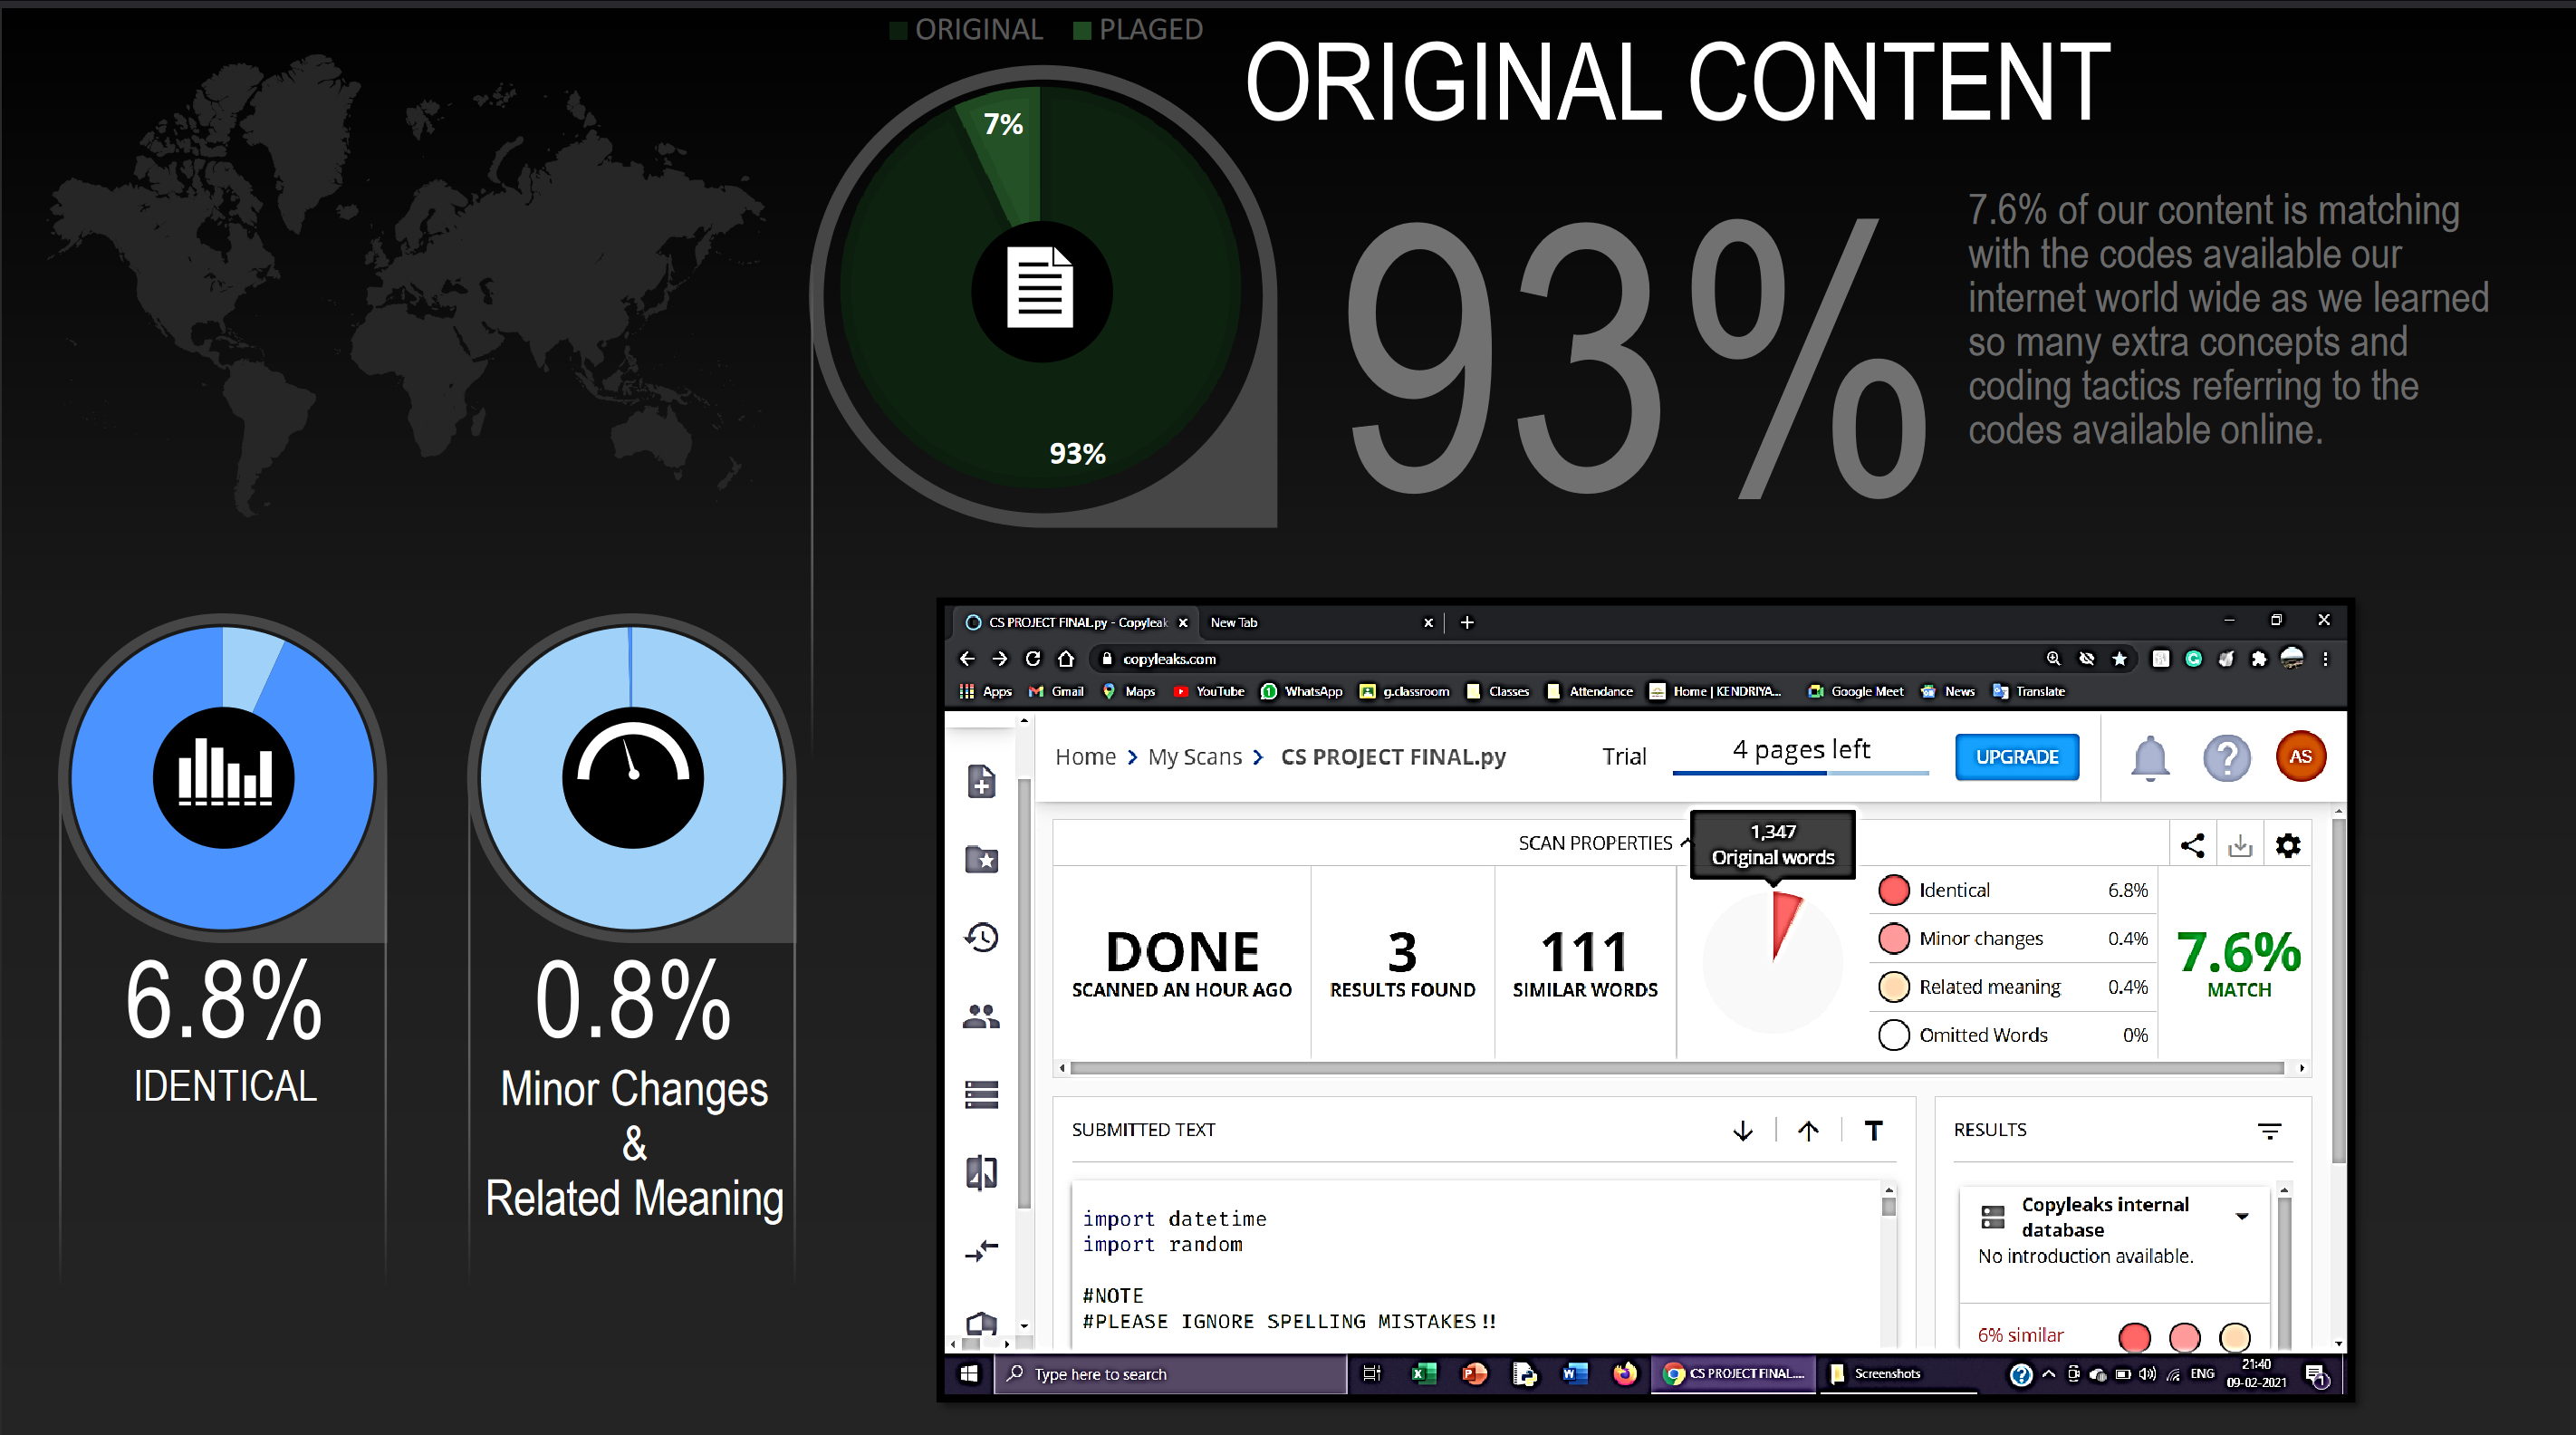 ORIGINAL PLAGED
ORIGINAL CONTENT
7%
93%
93%
7.6% of our content is matching
with the codes available our
internet world wide as we learned
so many extra concepts and
coding tactics referring to the
codes available online.
6.8%
IDENTICAL
0.8%
Minor Changes
&
Related Meaning
CS PROJECT FINAL.py - Copyleak New Tab
copyleaks.com
Apps Gmail Maps YouTube WhatsApp g.classroom Classes Attendance Home | KENDRIYA... Google Meet News Translate
Home > My Scans > CS PROJECT FINAL.py Trial 4 pages left UPGRADE ? AS
SCAN PROPERTIES
1,347
Original words
DONE
SCANNED AN HOUR AGO
3
RESULTS FOUND
111
SIMILAR WORDS
Identical 6.8%
Minor changes 0.4%
Related meaning 0.4%
Omitted Words 0%
7.6%
MATCH
SUBMITTED TEXT
T
import datetime
import random
#NOTE
#PLEASE IGNORE SPELLING MISTAKES!!
RESULTS
Copyleaks internal
database
No introduction available.
6% similar
Type here to search CS PROJECT FINAL.... Screenshots ENG 21:40
09-02-2021